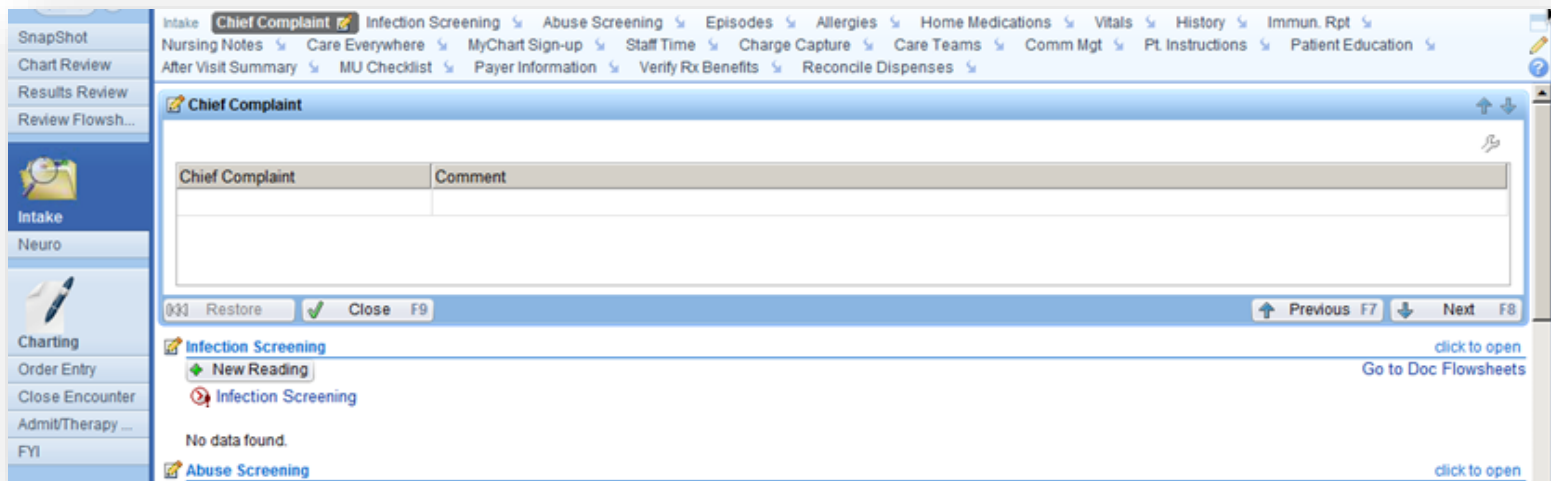 SnapShot
Chart Review
Results Review
Review Flowsh...
Intake
Neuro
Charting
Order Entry
Close Encounter
Admit/Therapy ...
FYI
Intake Chief Complaint Infection Screening Abuse Screening Episodes Allergies Home Medications Vitals History Immun. Rpt
Nursing Notes Care Everywhere MyChart Sign-up Staff Time Charge Capture Care Teams Comm Mgt Pt. Instructions Patient Education
After Visit Summary MU Checklist Payer Information Verify Rx Benefits Reconcile Dispenses
Chief Complaint
Chief Complaint Comment
Restore Close F9 Previous F7 Next F8
Infection Screening click to open
New Reading Go to Doc Flowsheets
Infection Screening
No data found.
Abuse Screening click to open